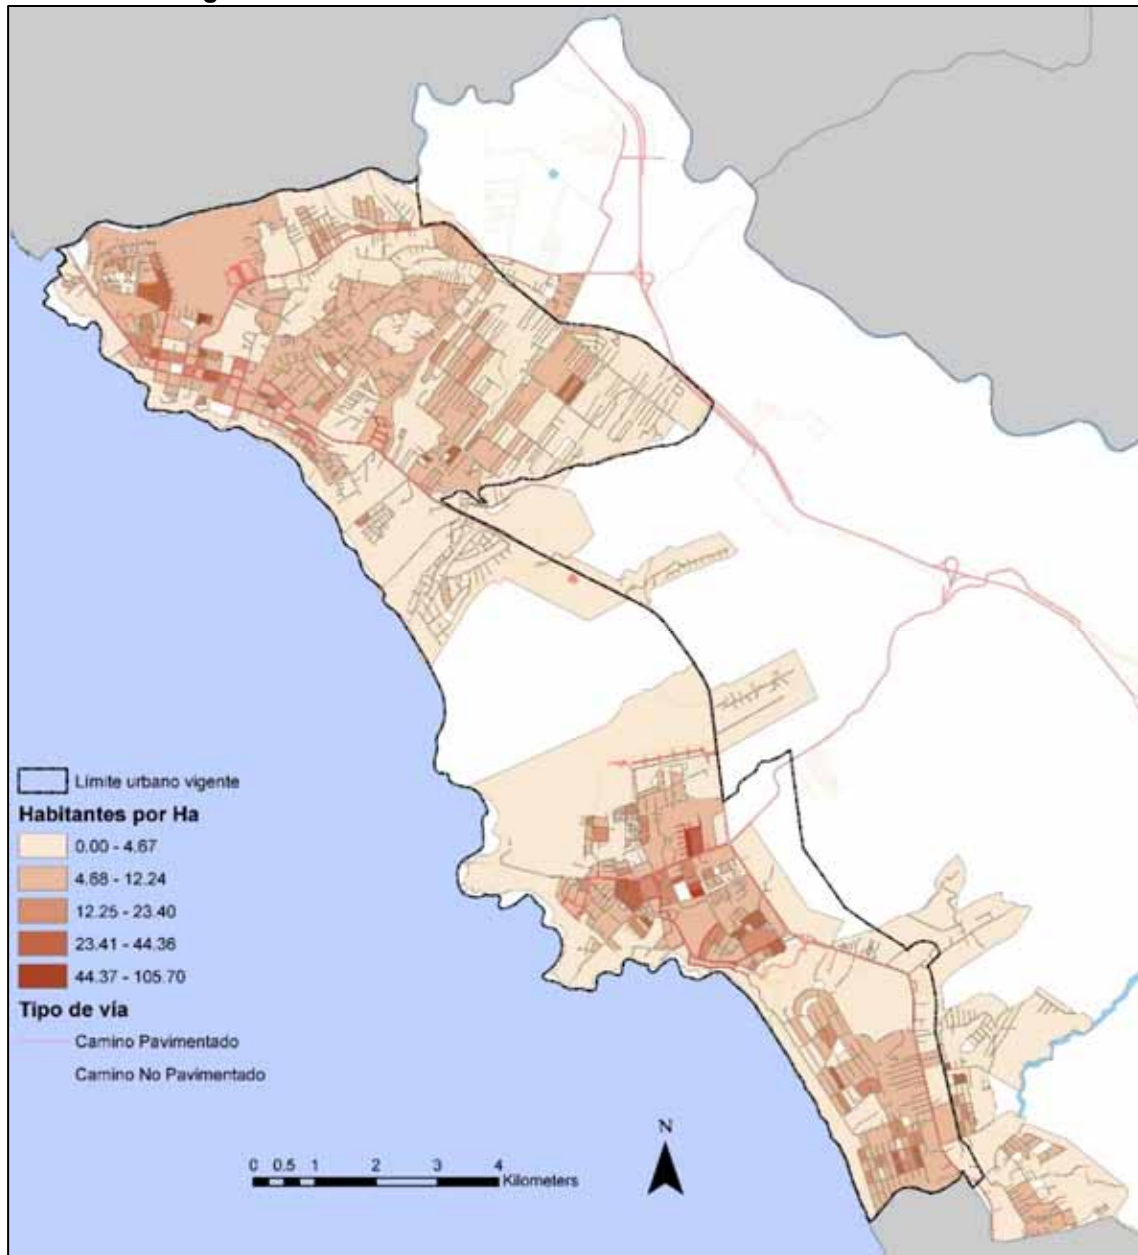 Límite urbano vigente
Habitantes por Ha
0.00 - 4.67
4.68 - 12.24
12.25 - 23.40
23.41 - 44.36
44.37 - 105.70
Tipo de vía
Camino Pavimentado
Camino No Pavimentado
N
0 0.5 1 2 3 4
Kilometers